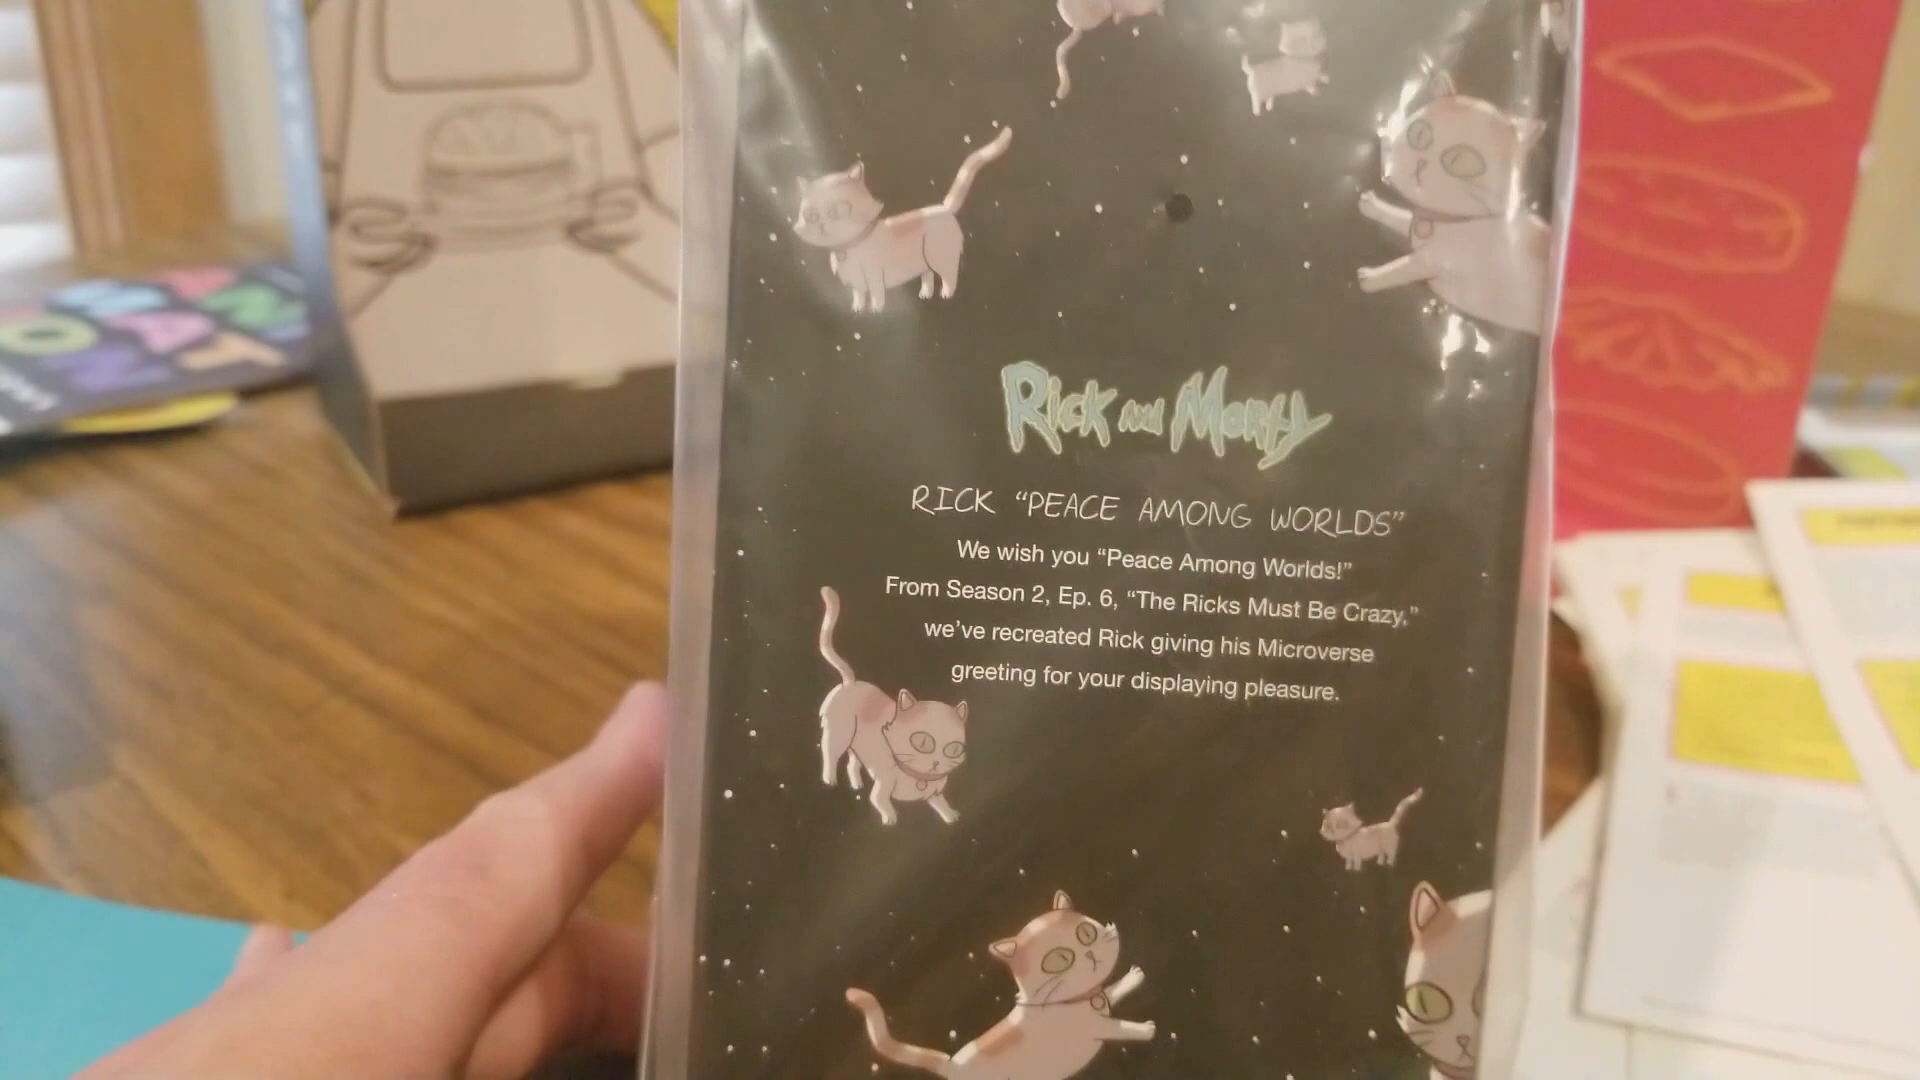 Rick and Morty
RICK “PEACE AMONG WORLDS”
We wish you “Peace Among Worlds!”
From Season 2, Ep. 6, “The Ricks Must Be Crazy,”
we’ve recreated Rick giving his Microverse
greeting for your displaying pleasure.